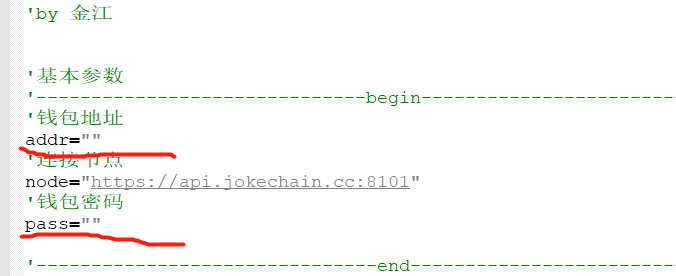 'by 金江
'基本参数
'------------------------------begin------------------------
'钱包地址
addr=""
'连接节点
node="https://api.jokechain.cc:8101"
'钱包密码
pass=""
'-------------------------------end-------------------------